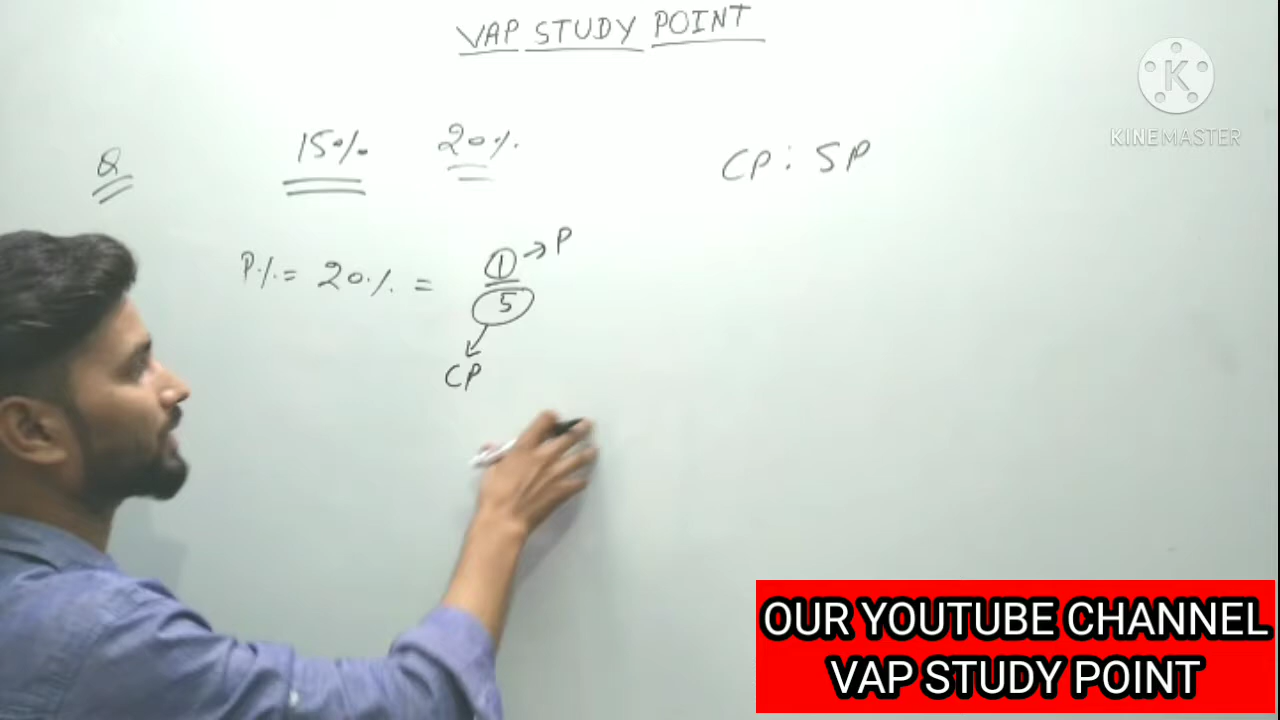 VAP STUDY POINT
KINEMASTER
Q 15% 20% CP : SP
P% = 20% = 1/5 → P
CP
OUR YOUTUBE CHANNEL
VAP STUDY POINT